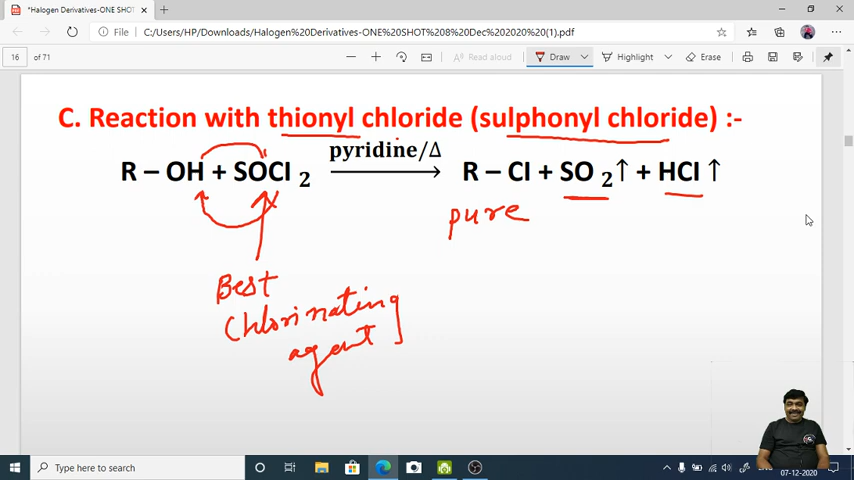 *Halogen Derivatives-ONE SHOT
File C:/Users/HP/Downloads/Halogen%20Derivatives-ONE%20SHOT%208%20Dec%202020%20(1).pdf
16 of 71 Read aloud Draw Highlight Erase
C. Reaction with thionyl chloride (sulphonyl chloride) :-
R – OH + SOCl 2 pyridine/Δ → R – Cl + SO 2 ↑ + HCl ↑
pure
Best
Chlorinating
agent
Type here to search
07-12-2020